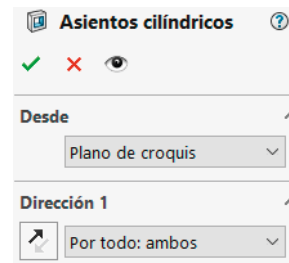 Asientos cilíndricos
Desde
Plano de croquis
Dirección 1
Por todo: ambos